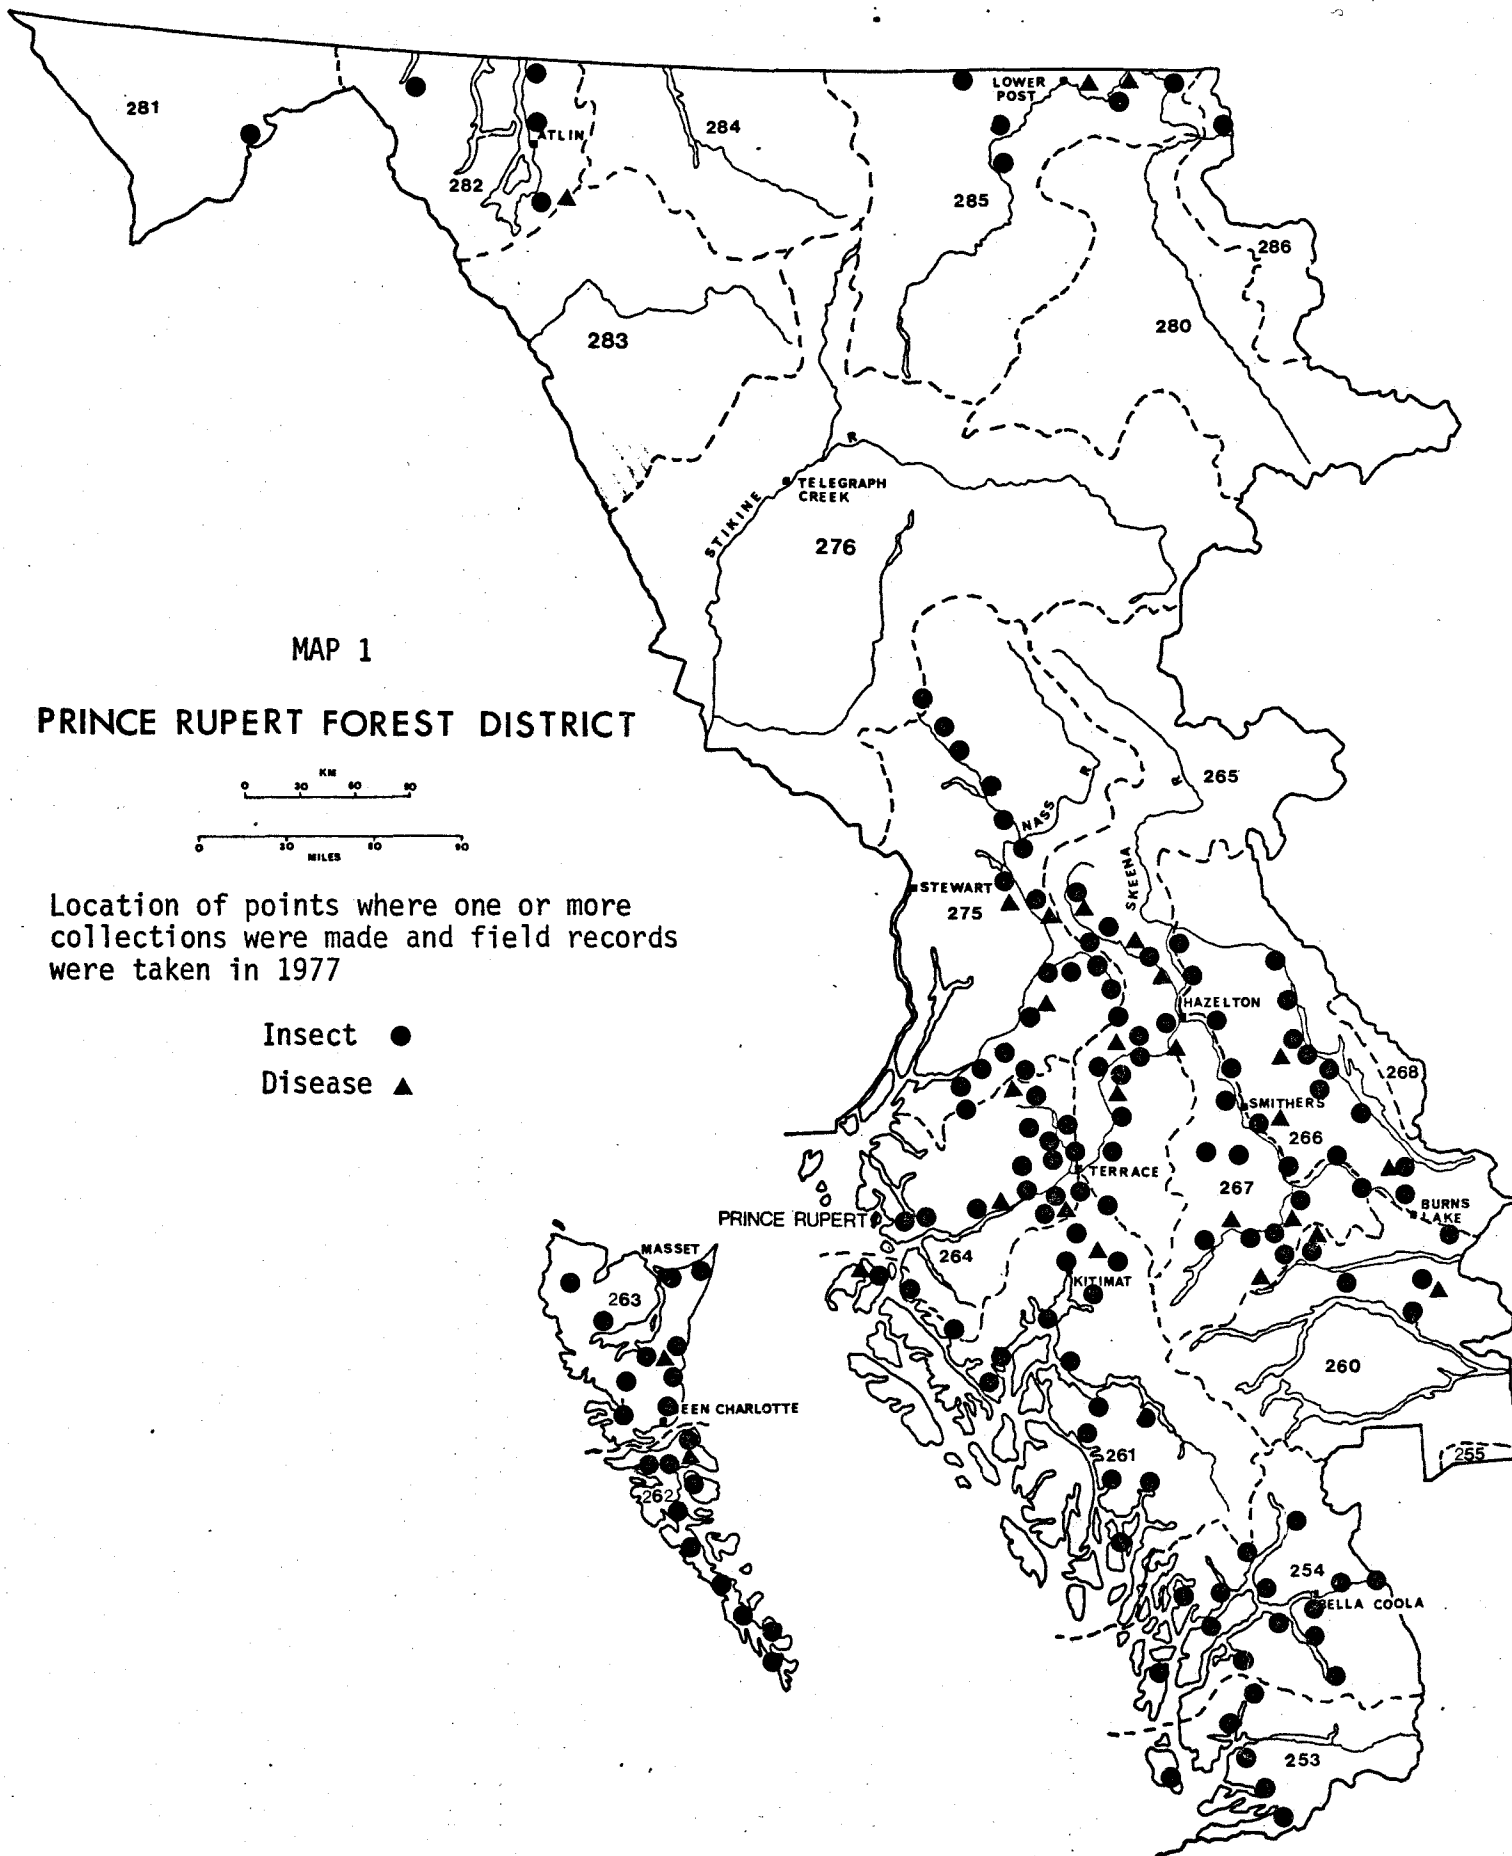 281
282
ATLIN
284
LOWER
POST
285
286
280
283
R
TELEGRAPH
CREEK
STIKINE
276
MAP 1
PRINCE RUPERT FOREST DISTRICT
KM
0 30 60 90
0 30 60 90
MILES
Location of points where one or more
collections were made and field records
were taken in 1977
Insect
Disease
R
NASS
R
265
SKEENA
STEWART
275
HAZELTON
268
SMITHERS
266
TERRACE
267
BURNS
LAKE
PRINCE RUPERT
264
KITIMAT
MASSET
263
EEN CHARLOTTE
262
260
261
255
254
BELLA COOLA
253